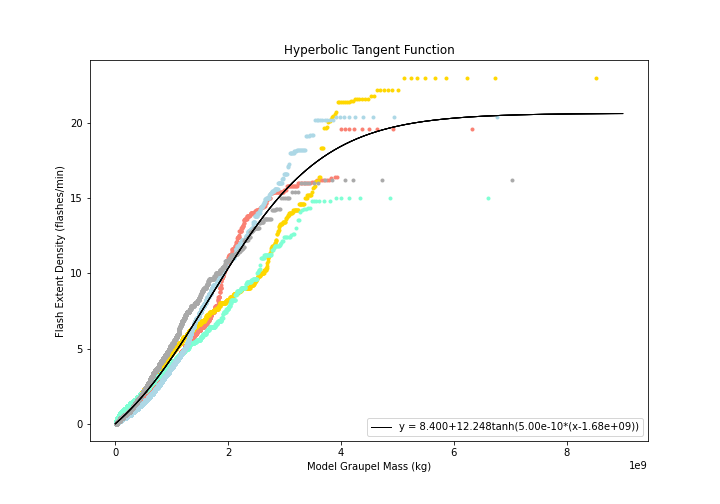 Hyperbolic Tangent Function
Flash Extent Density (flashes/min)
20
15
10
5
0
y = 8.400+12.248tanh(5.00e-10*(x-1.68e+09))
0 2 4 6 8
1e9
Model Graupel Mass (kg)